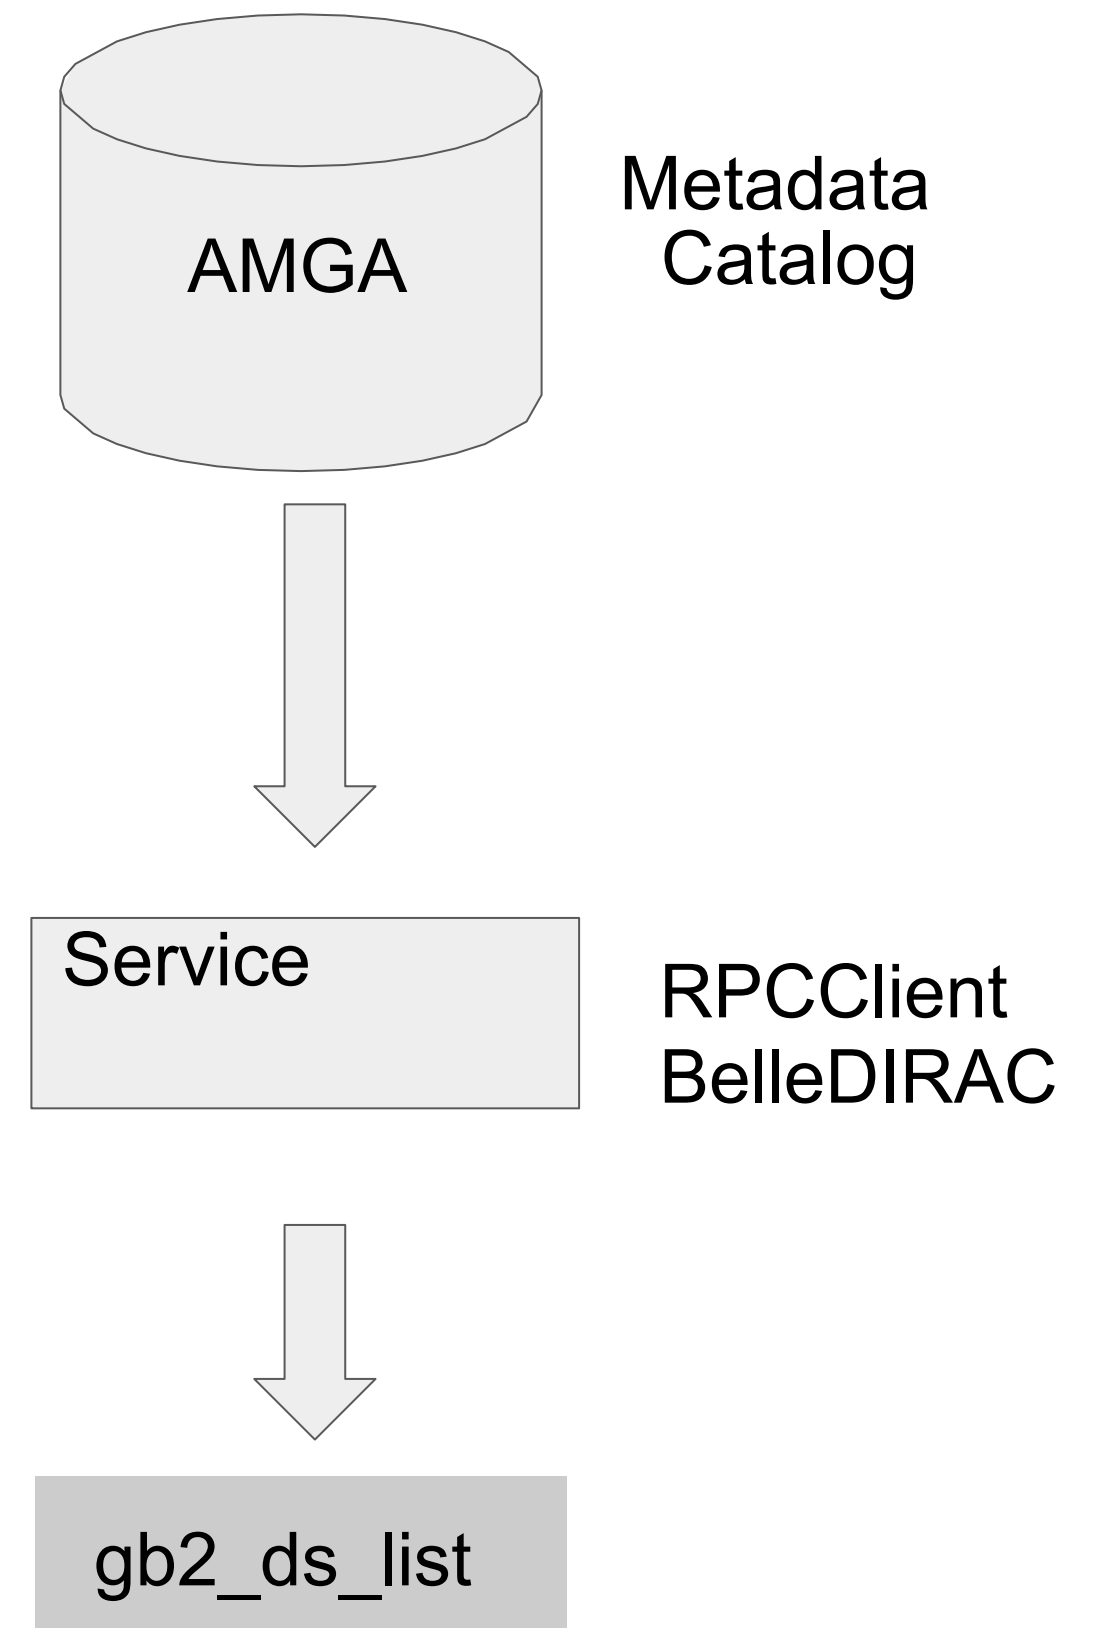 Metadata
Catalog
AMGA
Service
RPCClient
BelleDIRAC
gb2_ds_list